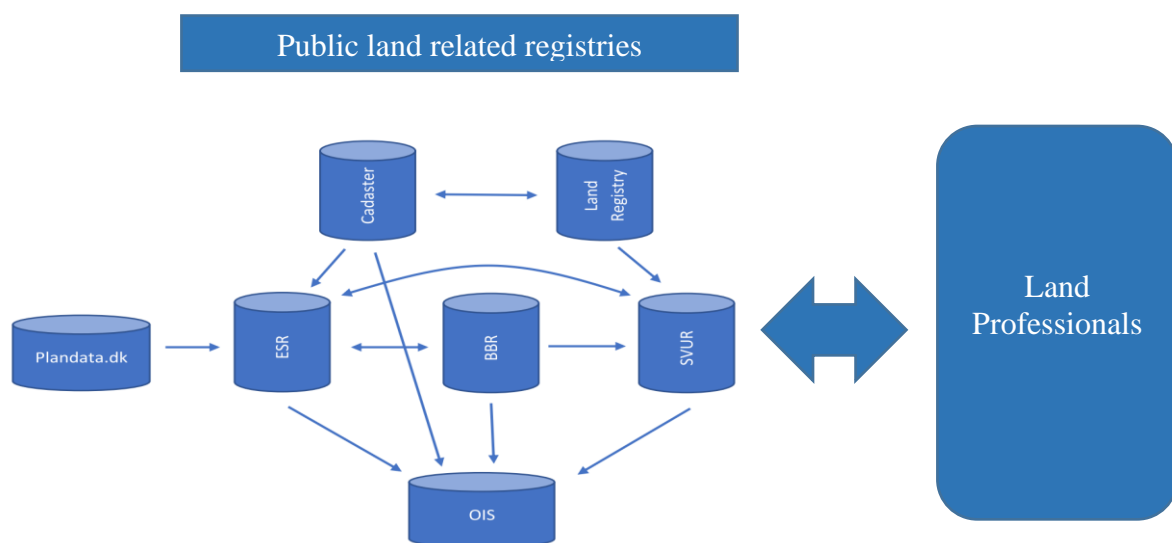 Public land related registries
Cadaster
Land
Registry
Plandata.dk
ESR
BBR
SVUR
OIS
Land
Professionals